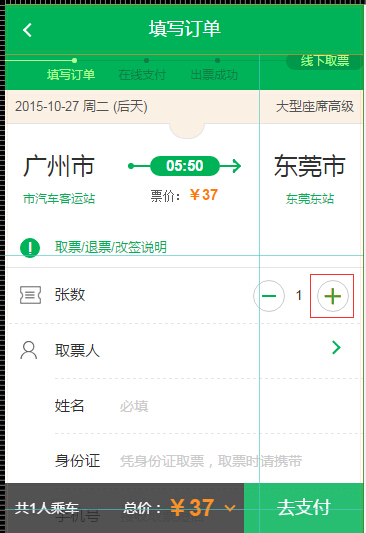 填写订单
填写订单 在线支付 出票成功 线下取票
2015-10-27 周二 (后天) 大型座席高级
广州市 05:50 东莞市
市汽车客运站 票价：￥37 东莞东站
! 取票/退票/改签说明
张数 1
取票人
姓名 必填
身份证 凭身份证取票，取票时请携带
手机号
共1人乘车 总价：￥37 去支付